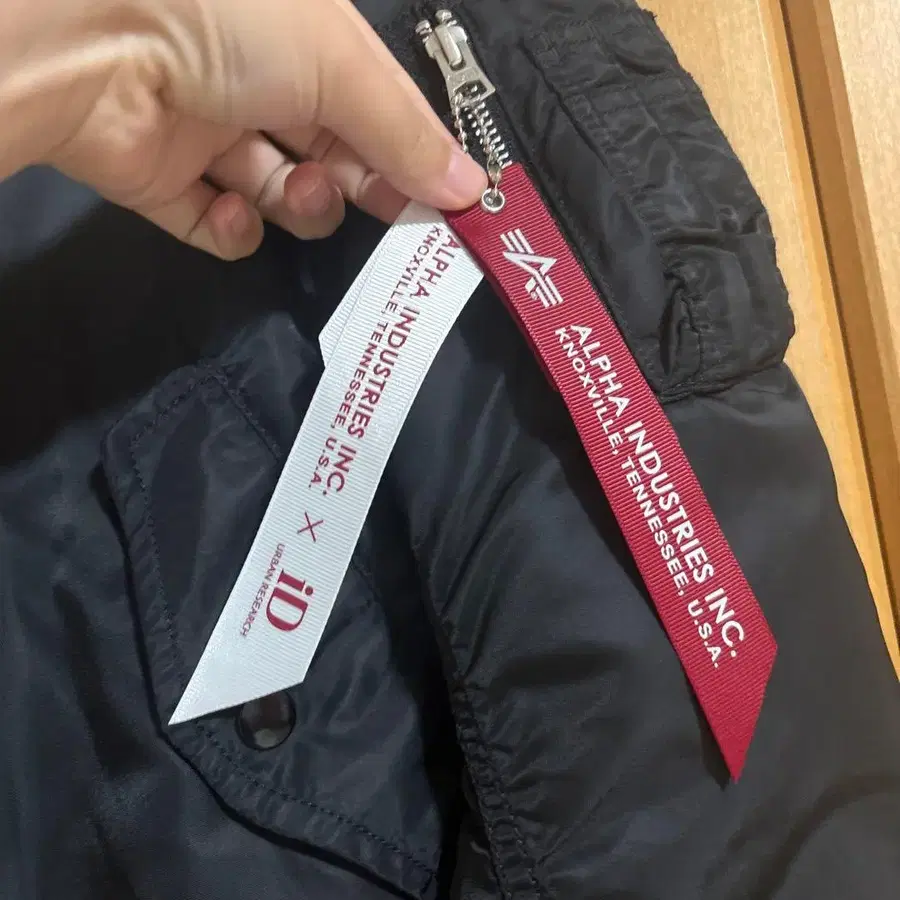 ALPHA INDUSTRIES INC.
KNOXVILLE, TENNESSEE, U.S.A.
×
iD
URBAN RESEARCH
ALPHA INDUSTRIES INC.
KNOXVILLE, TENNESSEE, U.S.A.